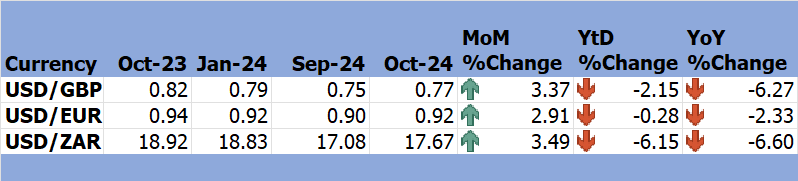 Currency Oct-23 Jan-24 Sep-24 Oct-24 MoM %Change YtD %Change YoY %Change
USD/GBP 0.82 0.79 0.75 0.77 3.37 -2.15 -6.27
USD/EUR 0.94 0.92 0.90 0.92 2.91 -0.28 -2.33
USD/ZAR 18.92 18.83 17.08 17.67 3.49 -6.15 -6.60